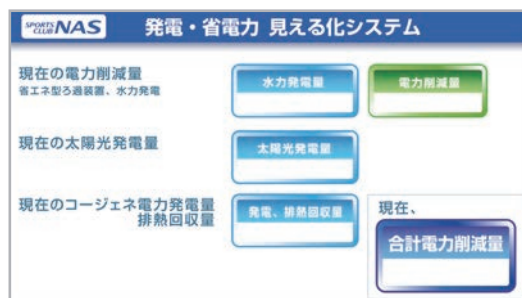 SPORTS CLUB NAS 発電・省電力 見える化システム
現在の電力削減量
省エネ型ろ過装置、水力発電
水力発電量
電力削減量
現在の太陽光発電量
太陽光発電量
現在のコージェネ電力発電量
排熱回収量
発電、排熱回収量
現在、
合計電力削減量